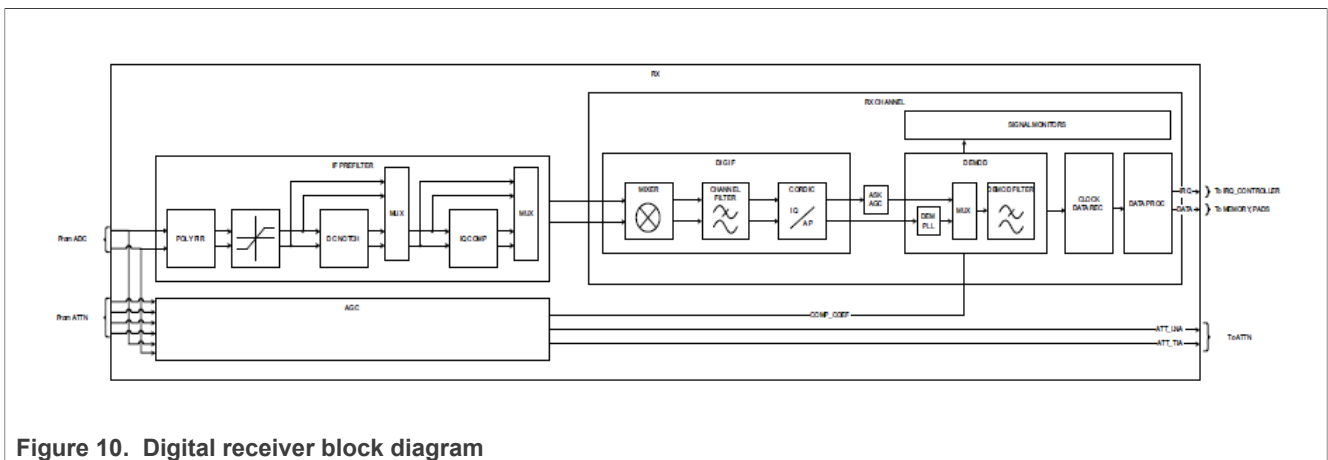 RX
RX CHANNEL
SIGNAL MONITORS
IF PREFILTER
DIGIF
DEMOD
MIXER
CHANNEL
FILTER
CORDIC
IQ
AP
ASK
AGC
DEM
PLL
MUX
DEMOD FILTER
CLOCK
DATA REC
DATA PROC
IRQ
To IRQ_CONTROLLER
DATA
To MEMORY, PADS
From ADC
POLY FIR
DC NOTCH
MUX
IQ COMP
MUX
From ATTN
AGC
COMP_COEF
ATT_LNA
ATT_TIA
To ATTN
Figure 10. Digital receiver block diagram